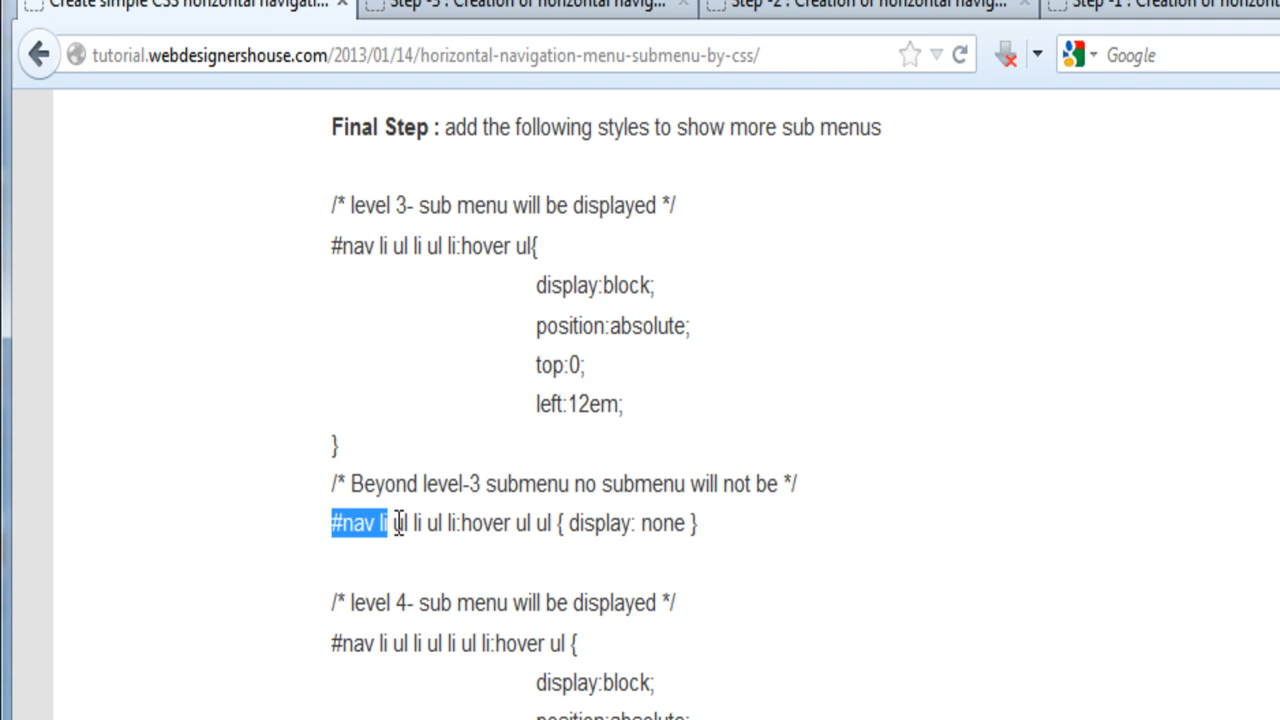 Create simple CSS horizontal navigati... Step -3 : Creation of horizontal navig... Step -2 : Creation of horizontal navig... Step -1 : Creation of horizont
tutorial.webdesignershouse.com/2013/01/14/horizontal-navigation-menu-submenu-by-css/ Google
Final Step : add the following styles to show more sub menus
/* level 3- sub menu will be displayed */
#nav li ul li ul li:hover ul{
display:block;
position:absolute;
top:0;
left:12em;
}
/* Beyond level-3 submenu no submenu will not be */
#nav li ul li ul li:hover ul ul { display: none }
/* level 4- sub menu will be displayed */
#nav li ul li ul li ul li:hover ul {
display:block;
position:absolute;